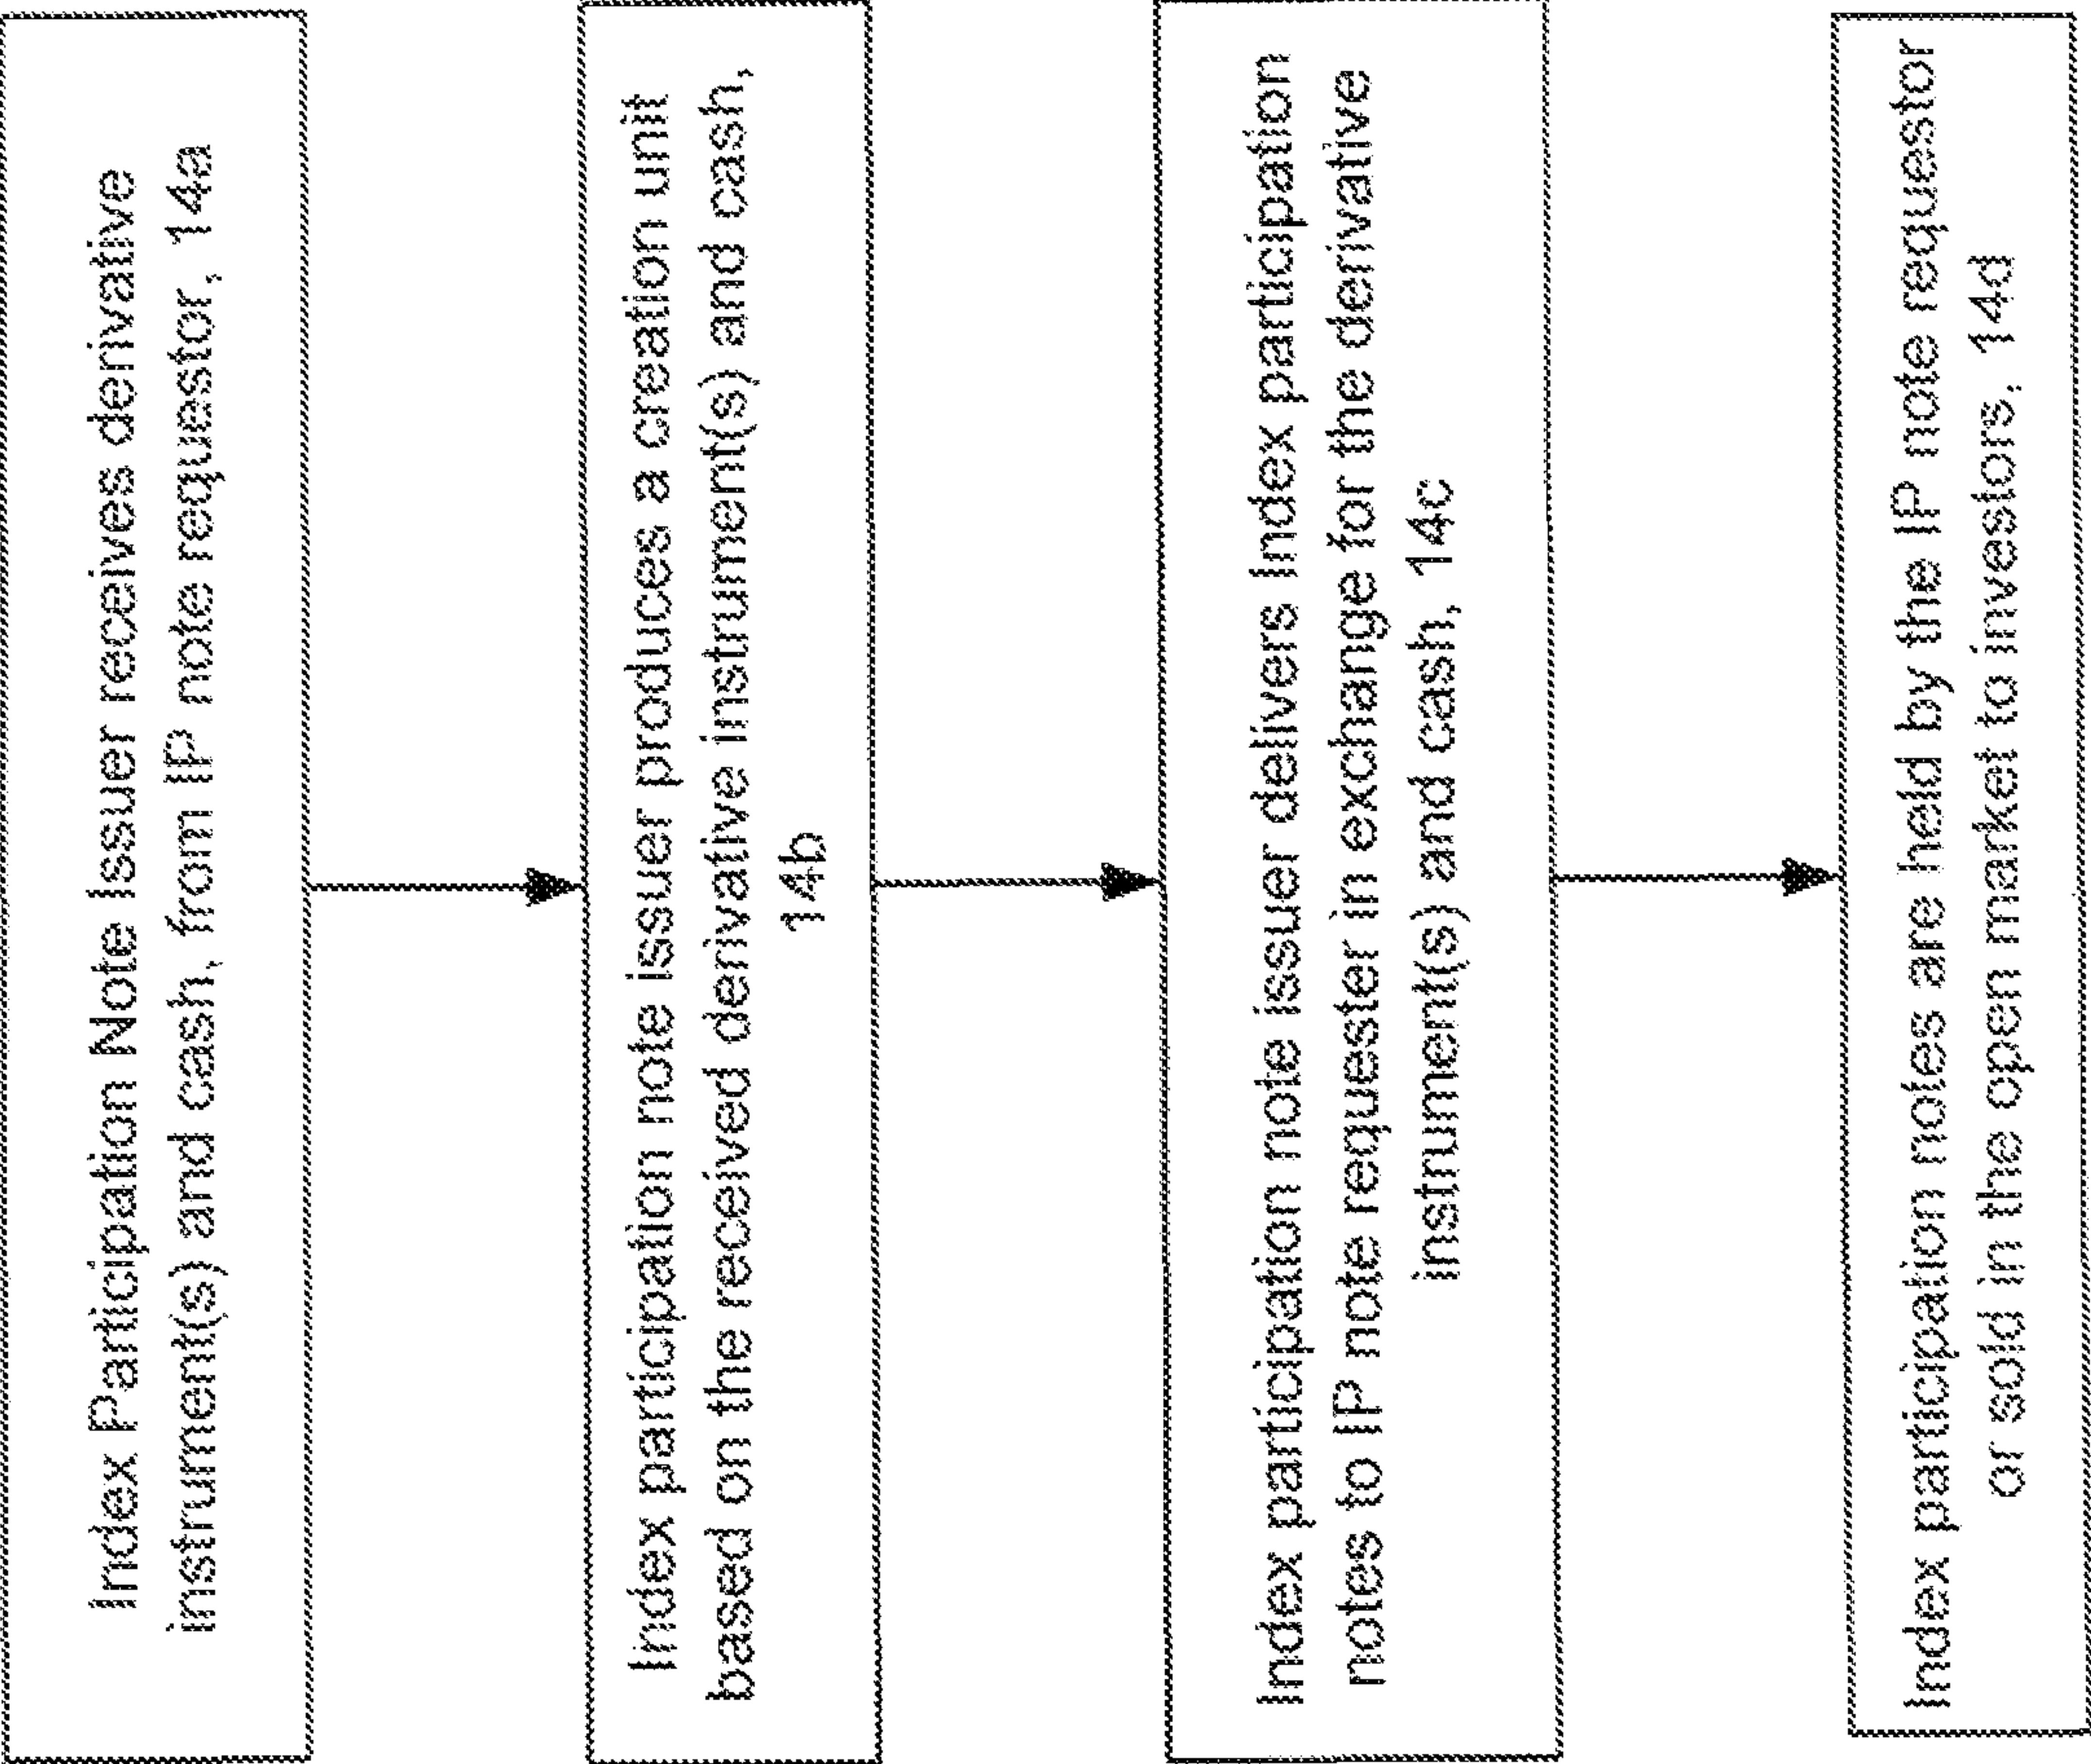 Index Participation Note Issuer receives derivative
instrument(s) and cash, from IP note requestor, 14a
Index participation note issuer produces a creation unit
based on the received derivative instrument(s) and cash,
14b
Index participation note issuer delivers Index participation
notes to IP note requester in exchange for the derivative
instrument(s) and cash, 14c
Index participation notes are held by the IP note requestor
or sold in the open market to investors, 14d